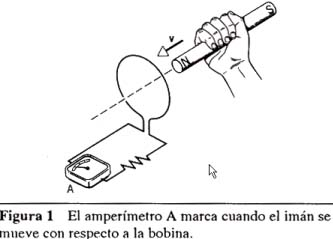 v
S
N
A
Figura 1 El amperímetro A marca cuando el imán se
mueve con respecto a la bobina.